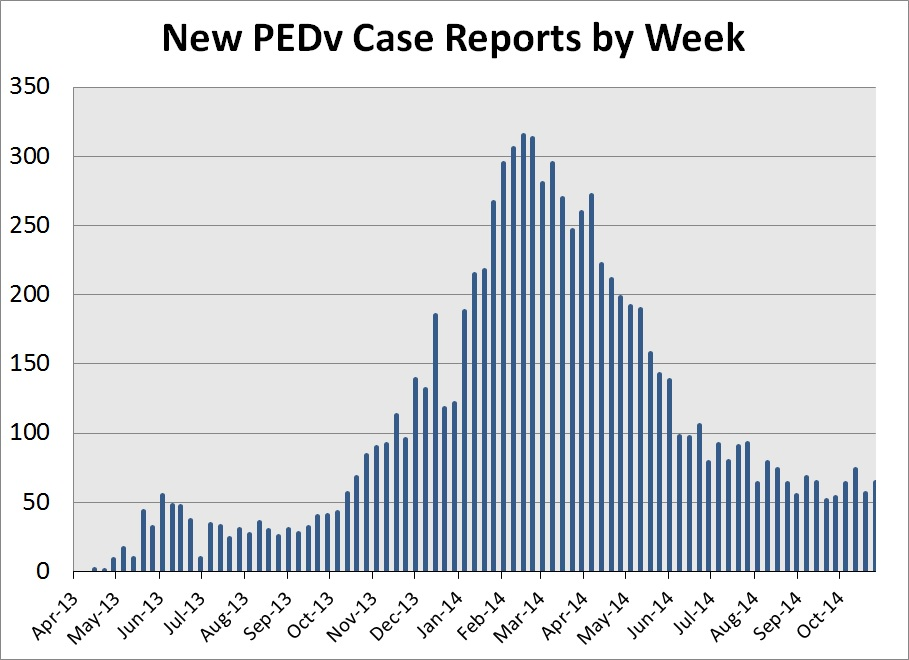 New PEDv Case Reports by Week
350
300
250
200
150
100
50
0
Apr-13
May-13
Jun-13
Jul-13
Aug-13
Sep-13
Oct-13
Nov-13
Dec-13
Jan-14
Feb-14
Mar-14
Apr-14
May-14
Jun-14
Jul-14
Aug-14
Sep-14
Oct-14